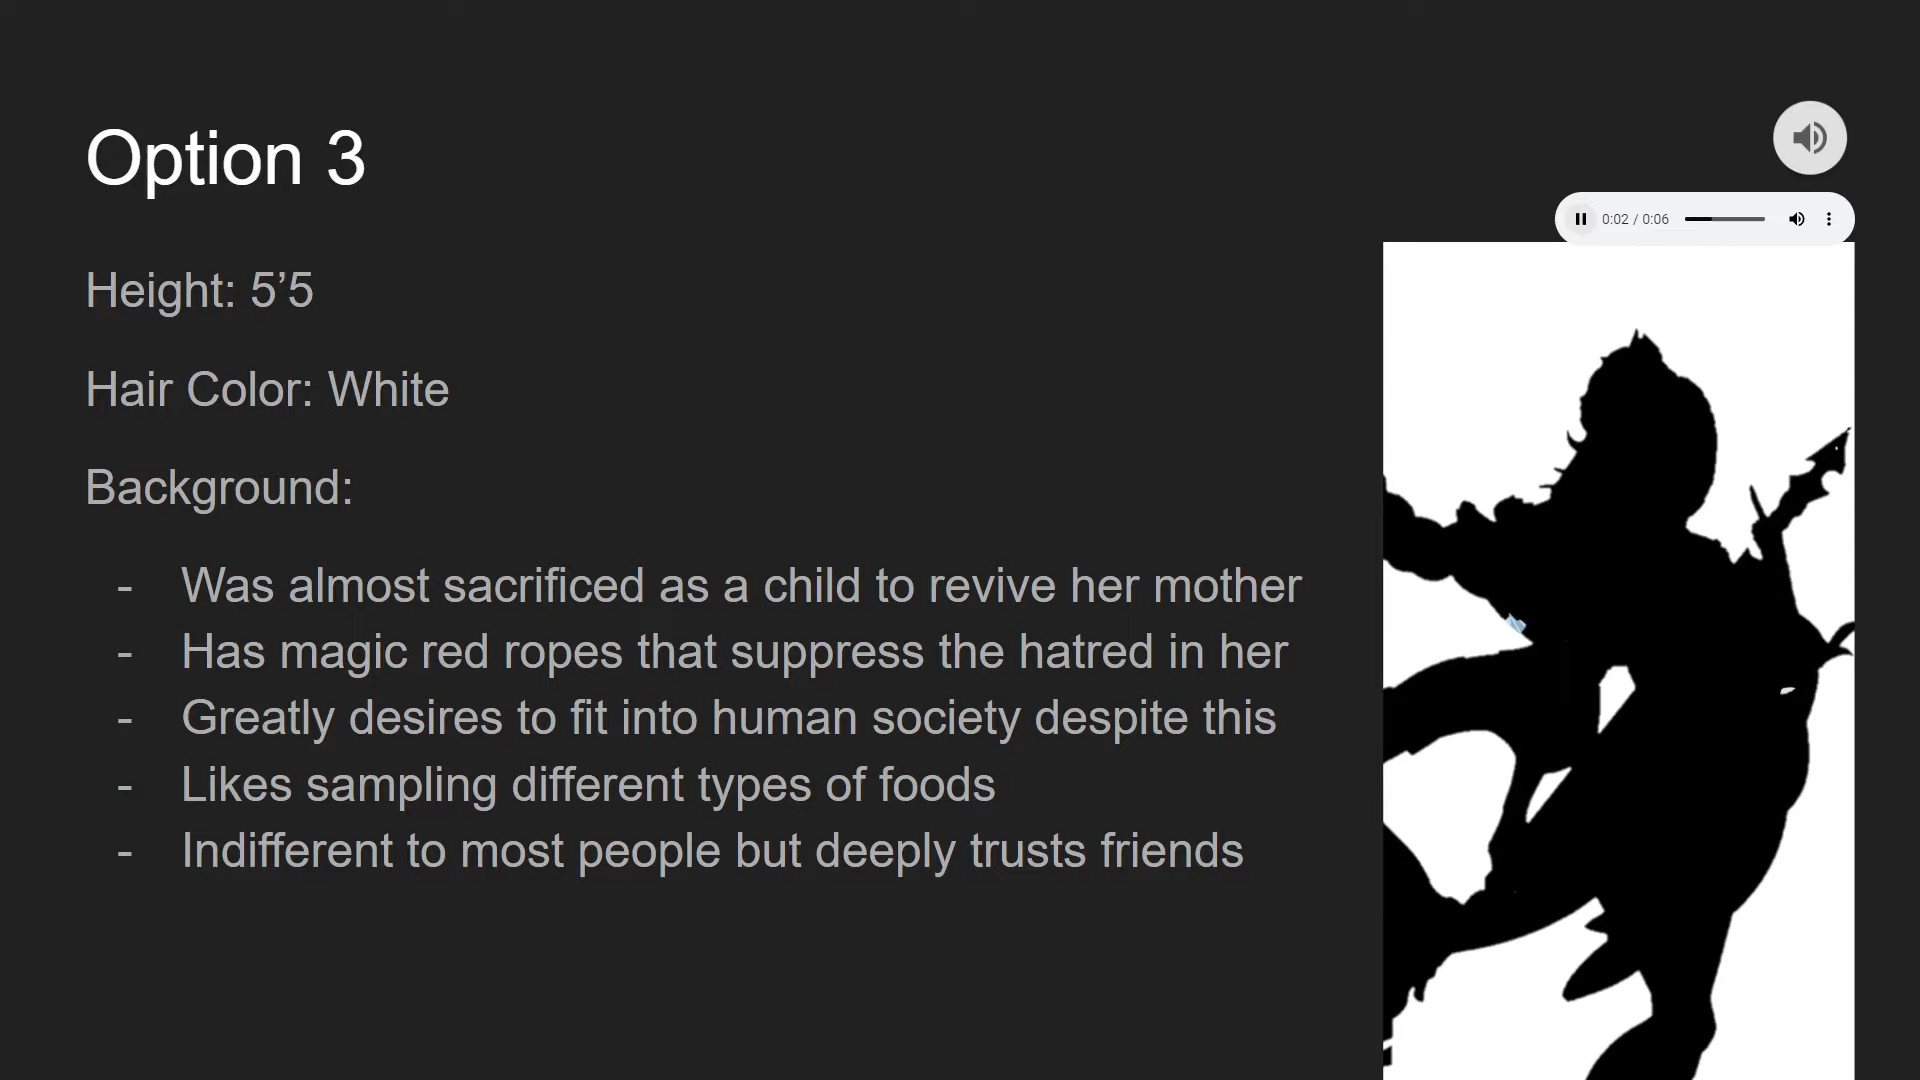 Option 3
0:02 / 0:06
Height: 5’5
Hair Color: White
Background:
- Was almost sacrificed as a child to revive her mother
- Has magic red ropes that suppress the hatred in her
- Greatly desires to fit into human society despite this
- Likes sampling different types of foods
- Indifferent to most people but deeply trusts friends